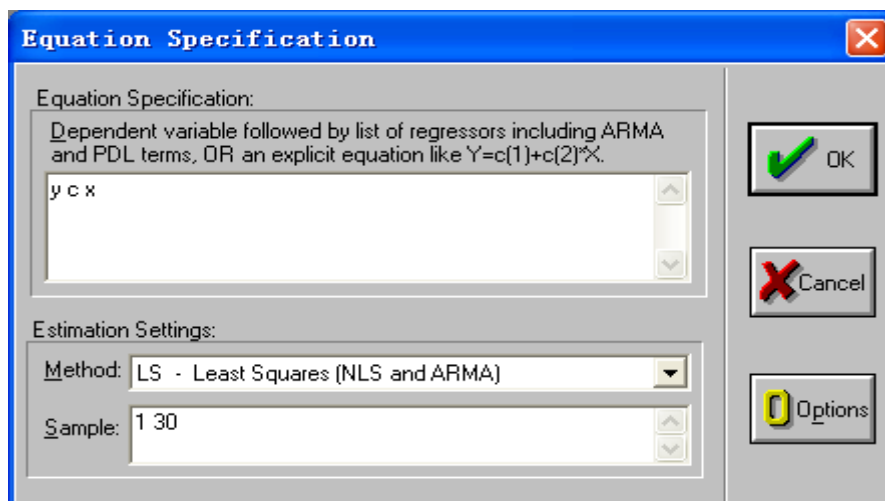 Equation Specification
Equation Specification:
Dependent variable followed by list of regressors including ARMA
and PDL terms, OR an explicit equation like Y=c(1)+c(2)*X.
y c x
OK
Cancel
Estimation Settings:
Method: LS - Least Squares (NLS and ARMA)
Sample: 1 30
Options